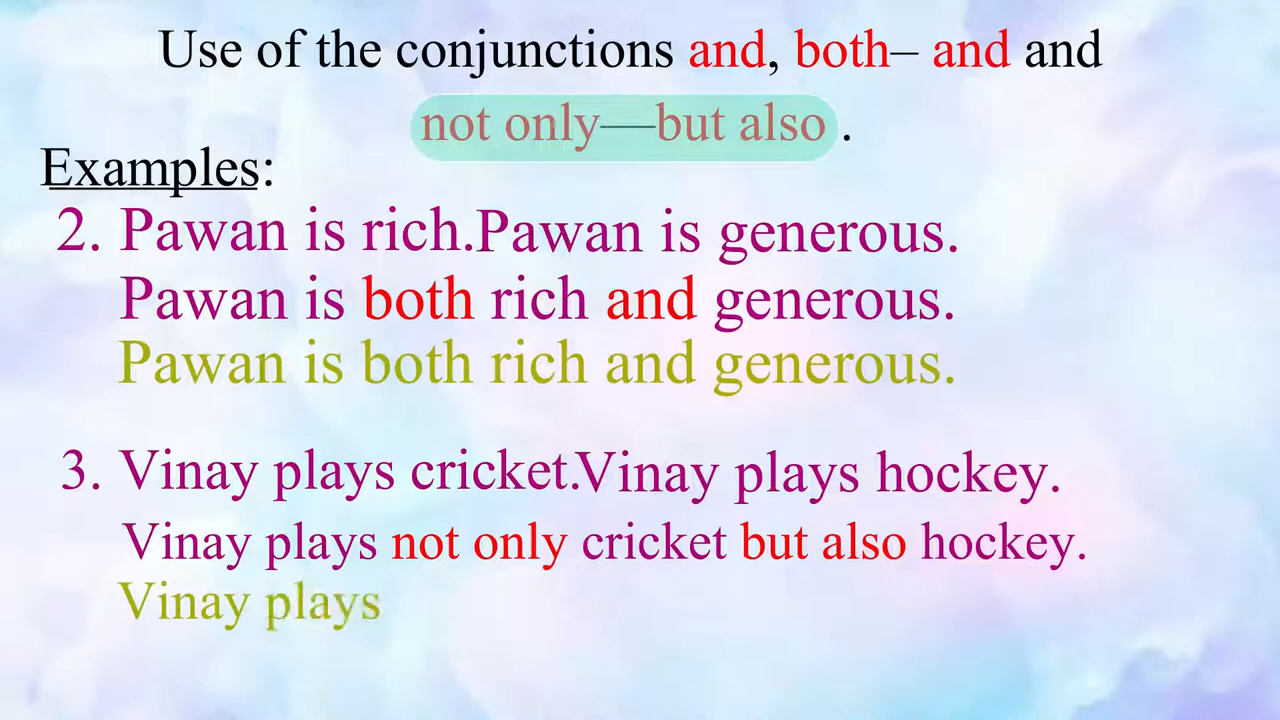 Use of the conjunctions and, both– and and
not only—but also .
Examples:
2. Pawan is rich.Pawan is generous.
Pawan is both rich and generous.
Pawan is both rich and generous.
3. Vinay plays cricket.Vinay plays hockey.
Vinay plays not only cricket but also hockey.
Vinay plays